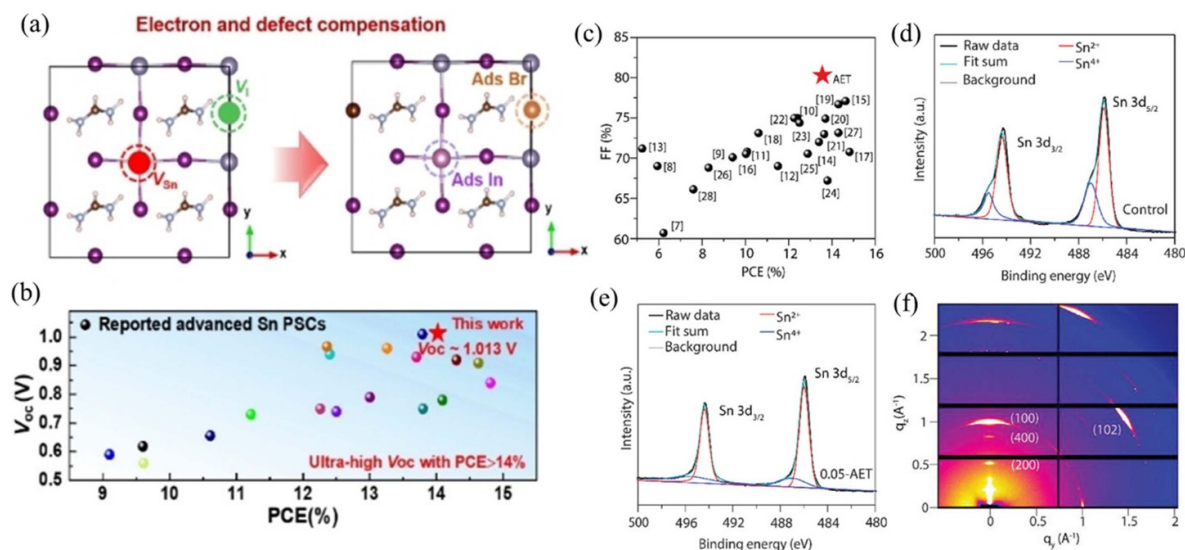 (a)
Electron and defect compensation
V_I
V_Sn
y
x
Ads Br
Ads In
y
x
(b)
Reported advanced Sn PSCs
This work
Voc ~ 1.013 V
Ultra-high Voc with PCE>14%
V_OC (V)
1.0
0.9
0.8
0.7
0.6
0.5
9 10 11 12 13 14 15
PCE(%)
(c)
FF (%)
85
80
75
70
65
60
AET
[19] [15]
[22] [10] [20]
[23] [27]
[18] [21]
[13] [9] [11] [14] [17]
[8] [16] [25]
[26] [12]
[28] [24]
[7]
6 8 10 12 14 16
PCE (%)
(d)
Raw data
Fit sum
Background
Sn²⁺
Sn⁴⁺
Sn 3d₅/₂
Sn 3d₃/₂
Control
Intensity (a.u.)
500 496 492 488 484 480
Binding energy (eV)
(e)
Raw data
Fit sum
Background
Sn²⁺
Sn⁴⁺
Sn 3d₅/₂
Sn 3d₃/₂
0.05-AET
Intensity (a.u.)
500 496 492 488 484 480
Binding energy (eV)
(f)
q_z(A⁻¹)
2
1.5
1
0.5
0
(100)
(102)
(400)
(200)
0 0.5 1 1.5 2
q_y (A⁻¹)